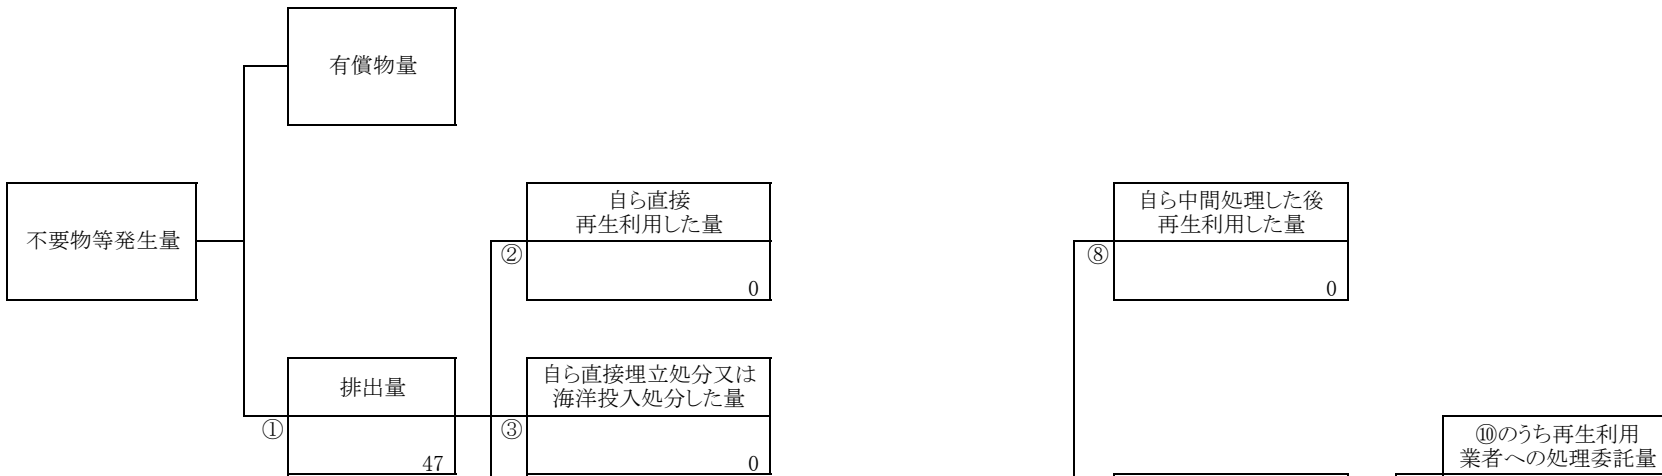 有償物量
不要物等発生量
自ら直接
再生利用した量
②
0
自ら中間処理した後
再生利用した量
⑧
0
排出量
①
47
自ら直接埋立処分又は
海洋投入処分した量
③
0
⑩のうち再生利用
業者への処理委託量